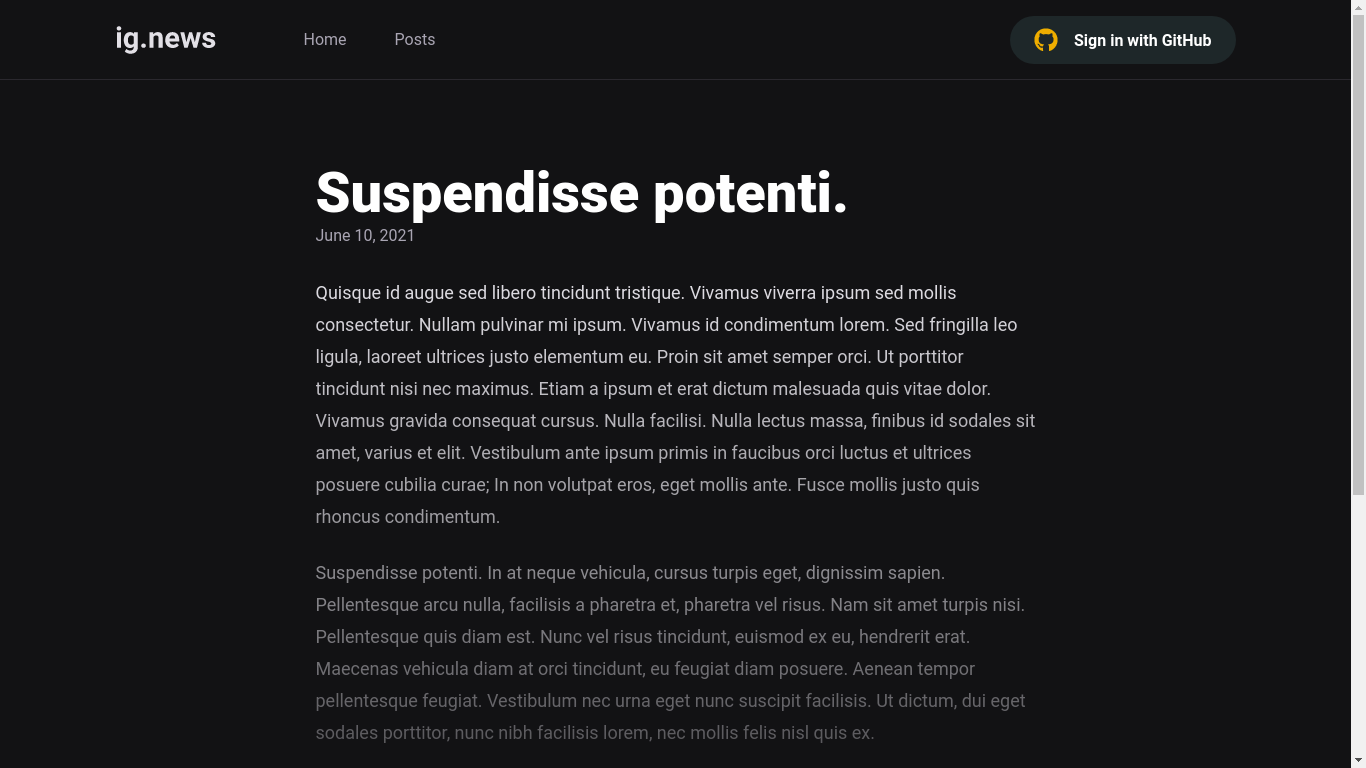 ig.news
Home
Posts
Sign in with GitHub
Suspendisse potenti.
June 10, 2021
Quisque id augue sed libero tincidunt tristique. Vivamus viverra ipsum sed mollis
consectetur. Nullam pulvinar mi ipsum. Vivamus id condimentum lorem. Sed fringilla leo
ligula, laoreet ultrices justo elementum eu. Proin sit amet semper orci. Ut porttitor
tincidunt nisi nec maximus. Etiam a ipsum et erat dictum malesuada quis vitae dolor.
Vivamus gravida consequat cursus. Nulla facilisi. Nulla lectus massa, finibus id sodales sit
amet, varius et elit. Vestibulum ante ipsum primis in faucibus orci luctus et ultrices
posuere cubilia curae; In non volutpat eros, eget mollis ante. Fusce mollis justo quis
rhoncus condimentum.
Suspendisse potenti. In at neque vehicula, cursus turpis eget, dignissim sapien.
Pellentesque arcu nulla, facilisis a pharetra et, pharetra vel risus. Nam sit amet turpis nisi.
Pellentesque quis diam est. Nunc vel risus tincidunt, euismod ex eu, hendrerit erat.
Maecenas vehicula diam at orci tincidunt, eu feugiat diam posuere. Aenean tempor
pellentesque feugiat. Vestibulum nec urna eget nunc suscipit facilisis. Ut dictum, dui eget
sodales porttitor, nunc nibh facilisis lorem, nec mollis felis nisl quis ex.